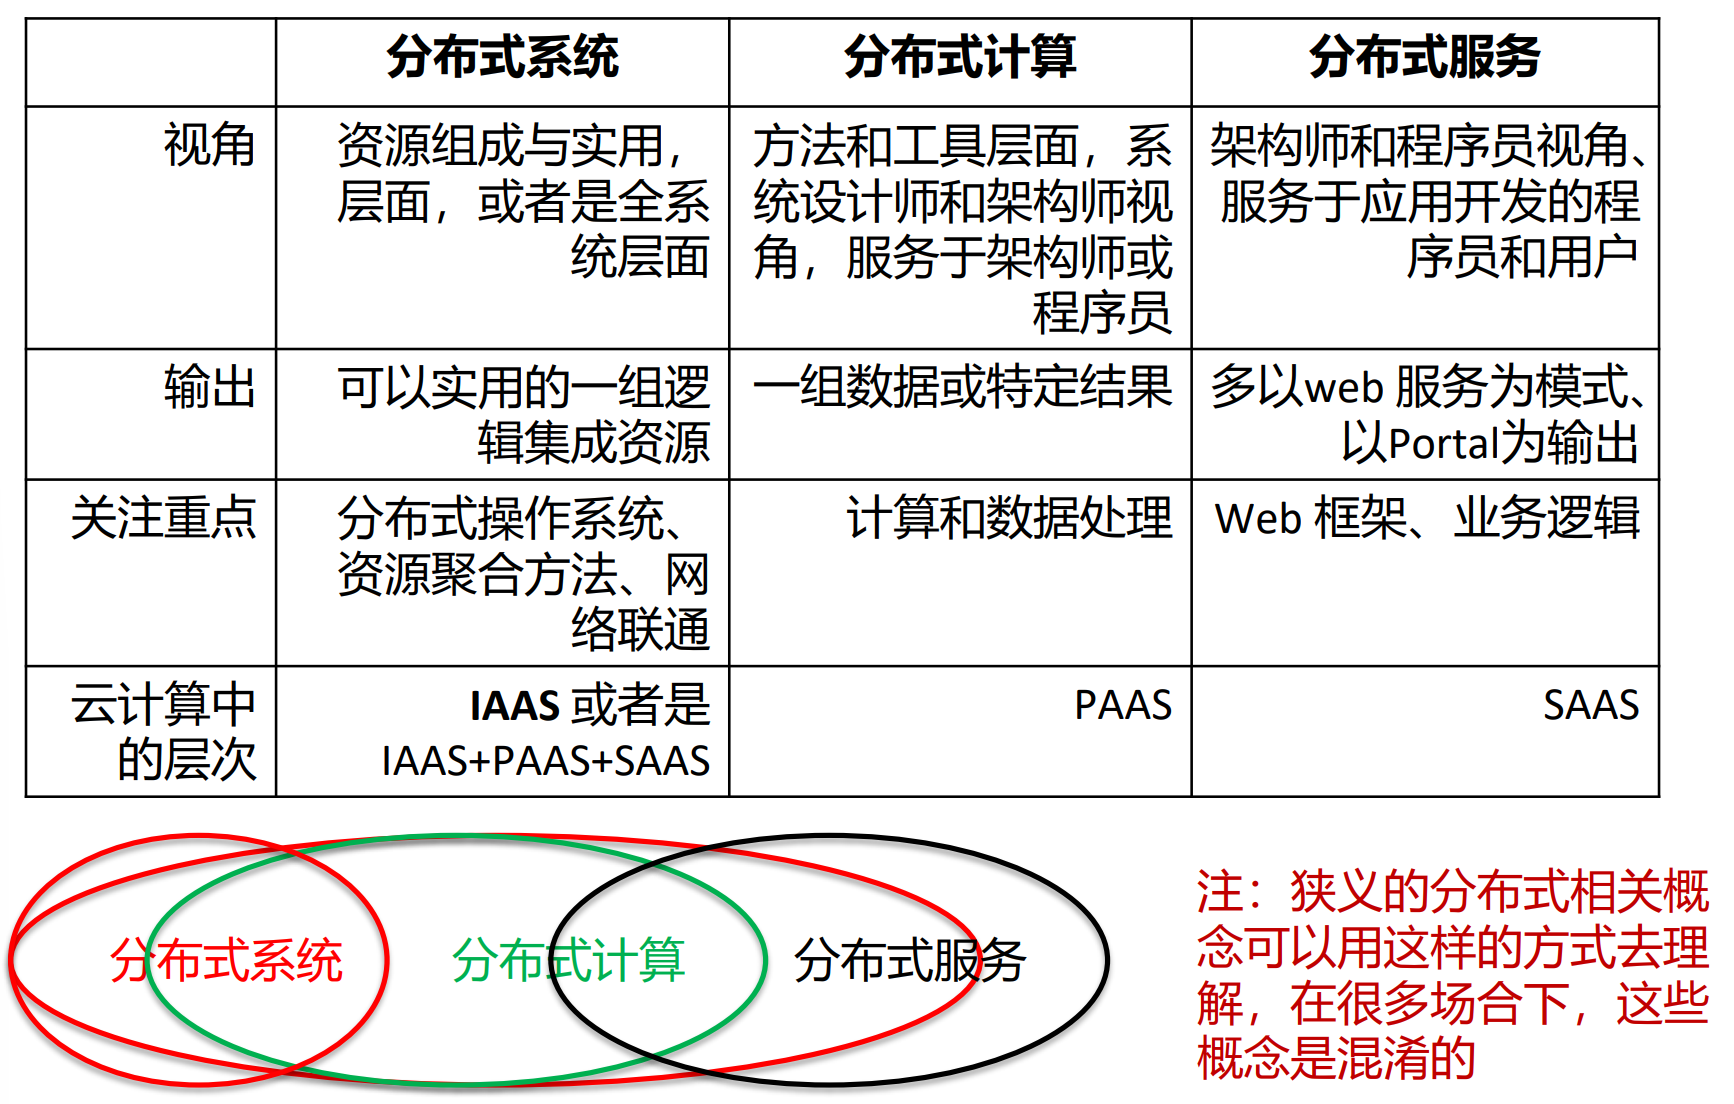 分布式系统 分布式计算 分布式服务
视角
资源组成与实用，
层面，或者是全系
统层面
方法和工具层面，系
统设计师和架构师视
角，服务于架构师或
程序员
架构师和程序员视角、
服务于应用开发的程
序员和用户
输出
可以实用的一组逻
辑集成资源
一组数据或特定结果
多以web 服务为模式、
以Portal为输出
关注重点
分布式操作系统、
资源聚合方法、网
络联通
计算和数据处理
Web 框架、业务逻辑
云计算中
的层次
IAAS 或者是
IAAS+PAAS+SAAS
PAAS
SAAS
分布式系统
分布式计算
分布式服务
注：狭义的分布式相关概
念可以用这样的方式去理
解，在很多场合下，这些
概念是混淆的